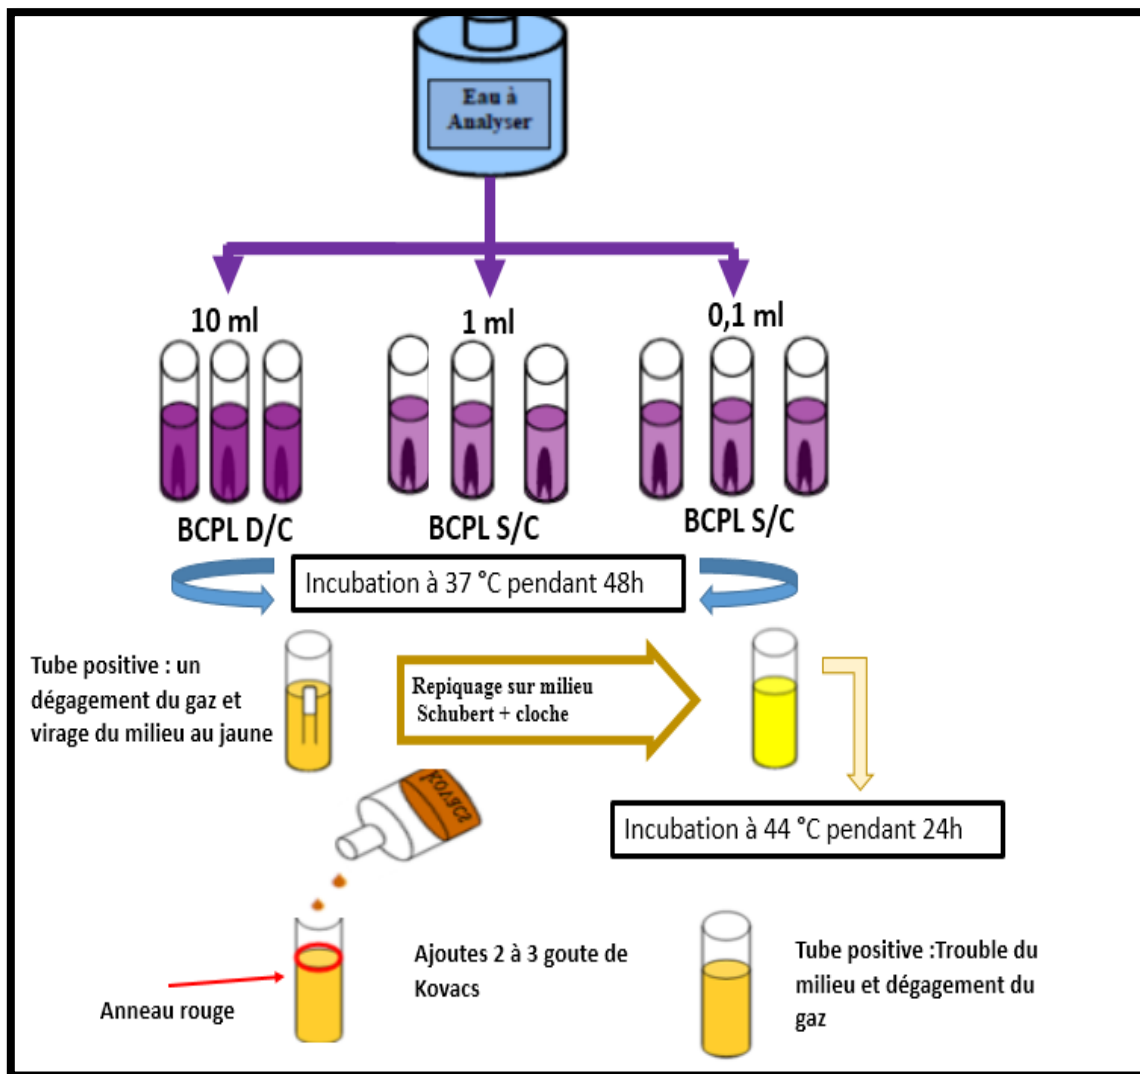 Eau à
Analyser
10 ml
1 ml
0,1 ml
BCPL D/C
BCPL S/C
BCPL S/C
Incubation à 37 °C pendant 48h
Tube positive : un
dégagement du gaz et
virage du milieu au jaune
Repiquage sur milieu
Schubert + cloche
Incubation à 44 °C pendant 24h
KOVACS
Ajoutes 2 à 3 goute de
Kovacs
Anneau rouge
Tube positive :Trouble du
milieu et dégagement du
gaz